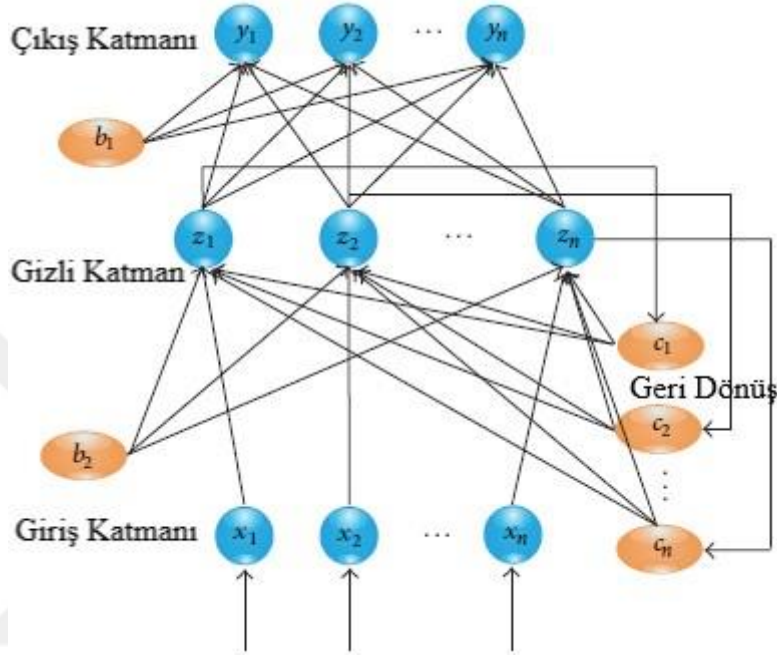 Çıkış Katmanı
y₁ y₂ ... yₙ
b₁
z₁ z₂ ... zₙ
Gizli Katman
c₁
Geri Dönüş
c₂
b₂
⋮
Giriş Katmanı
x₁ x₂ ... xₙ
cₙ